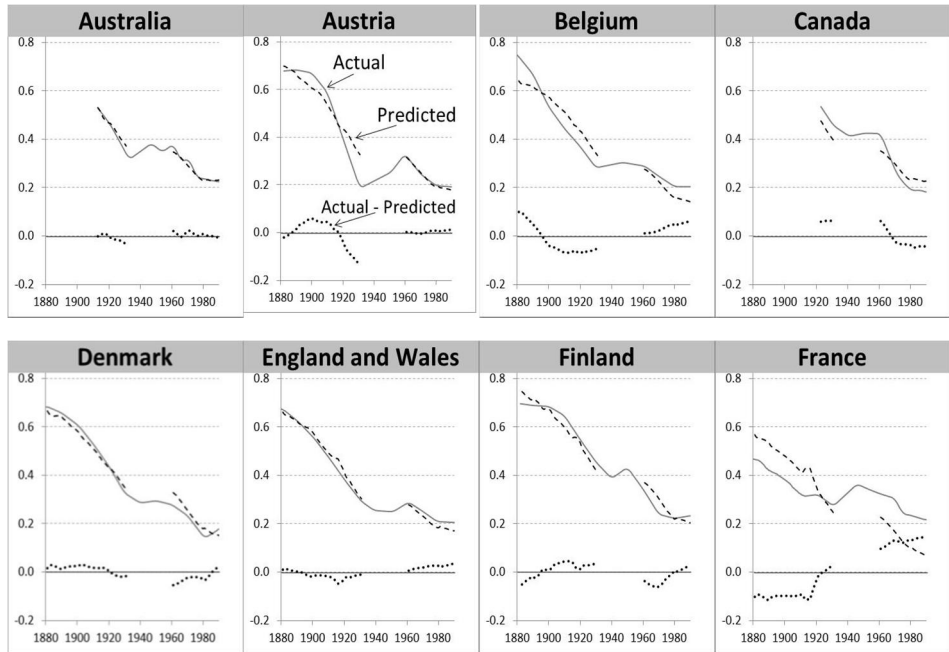 Australia Austria Belgium Canada
0.8 0.8 0.8 0.8
Actual
0.6 0.6 0.6 0.6
Predicted
0.4 0.4 0.4 0.4
0.2 0.2 0.2 0.2
Actual - Predicted
0.0 0.0 0.0 0.0
-0.2 -0.2 -0.2 -0.2
1880 1900 1920 1940 1960 1980 1880 1900 1920 1940 1960 1980 1880 1900 1920 1940 1960 1980 1880 1900 1920 1940 1960 1980
Denmark England and Wales Finland France
0.8 0.8 0.8 0.8
0.6 0.6 0.6 0.6
0.4 0.4 0.4 0.4
0.2 0.2 0.2 0.2
0.0 0.0 0.0 0.0
-0.2 -0.2 -0.2 -0.2
1880 1900 1920 1940 1960 1980 1880 1900 1920 1940 1960 1980 1880 1900 1920 1940 1960 1980 1880 1900 1920 1940 1960 1980